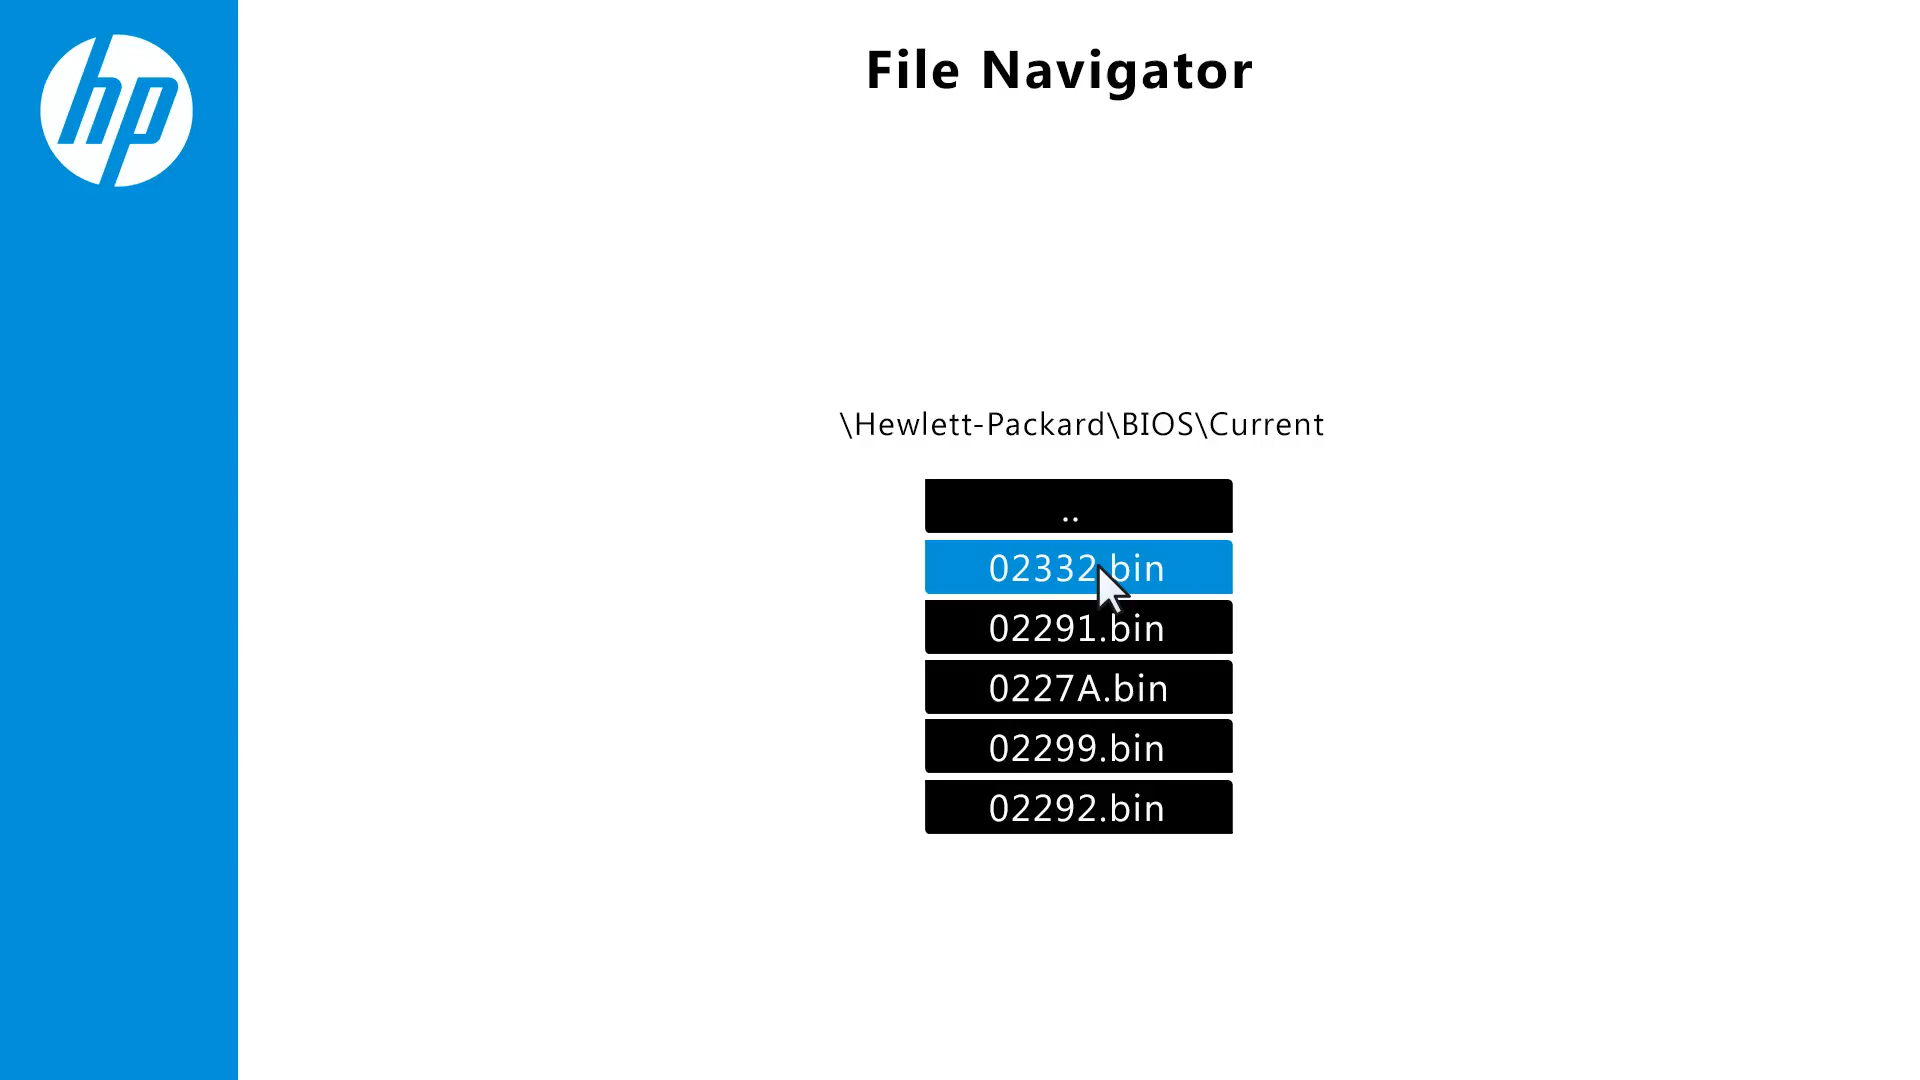 hp
File Navigator
\Hewlett-Packard\BIOS\Current
..
02332.bin
02291.bin
0227A.bin
02299.bin
02292.bin